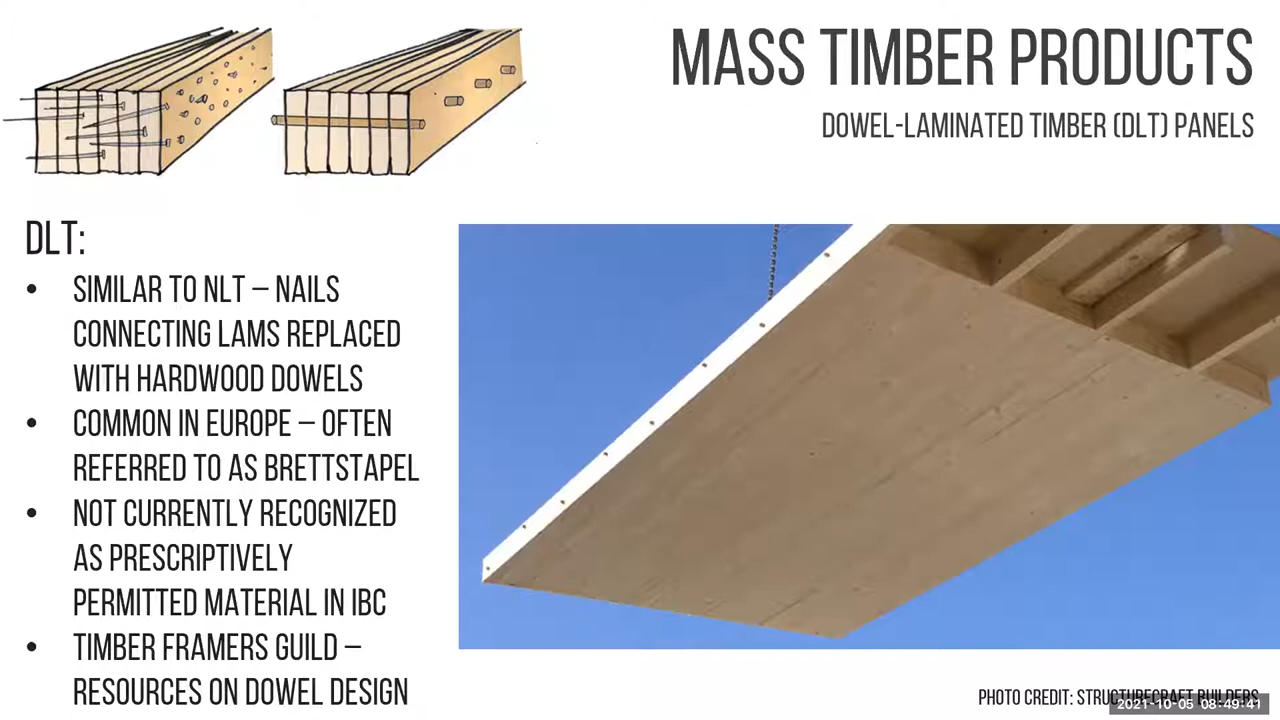 MASS TIMBER PRODUCTS
DOWEL-LAMINATED TIMBER (DLT) PANELS
DLT:
• SIMILAR TO NLT – NAILS
CONNECTING LAMS REPLACED
WITH HARDWOOD DOWELS
• COMMON IN EUROPE – OFTEN
REFERRED TO AS BRETTSTAPEL
• NOT CURRENTLY RECOGNIZED
AS PRESCRIPTIVELY
PERMITTED MATERIAL IN IBC
• TIMBER FRAMERS GUILD –
RESOURCES ON DOWEL DESIGN
PHOTO CREDIT: STRUCTURECRAFT BUILDERS
2021-10-05 08:49:41